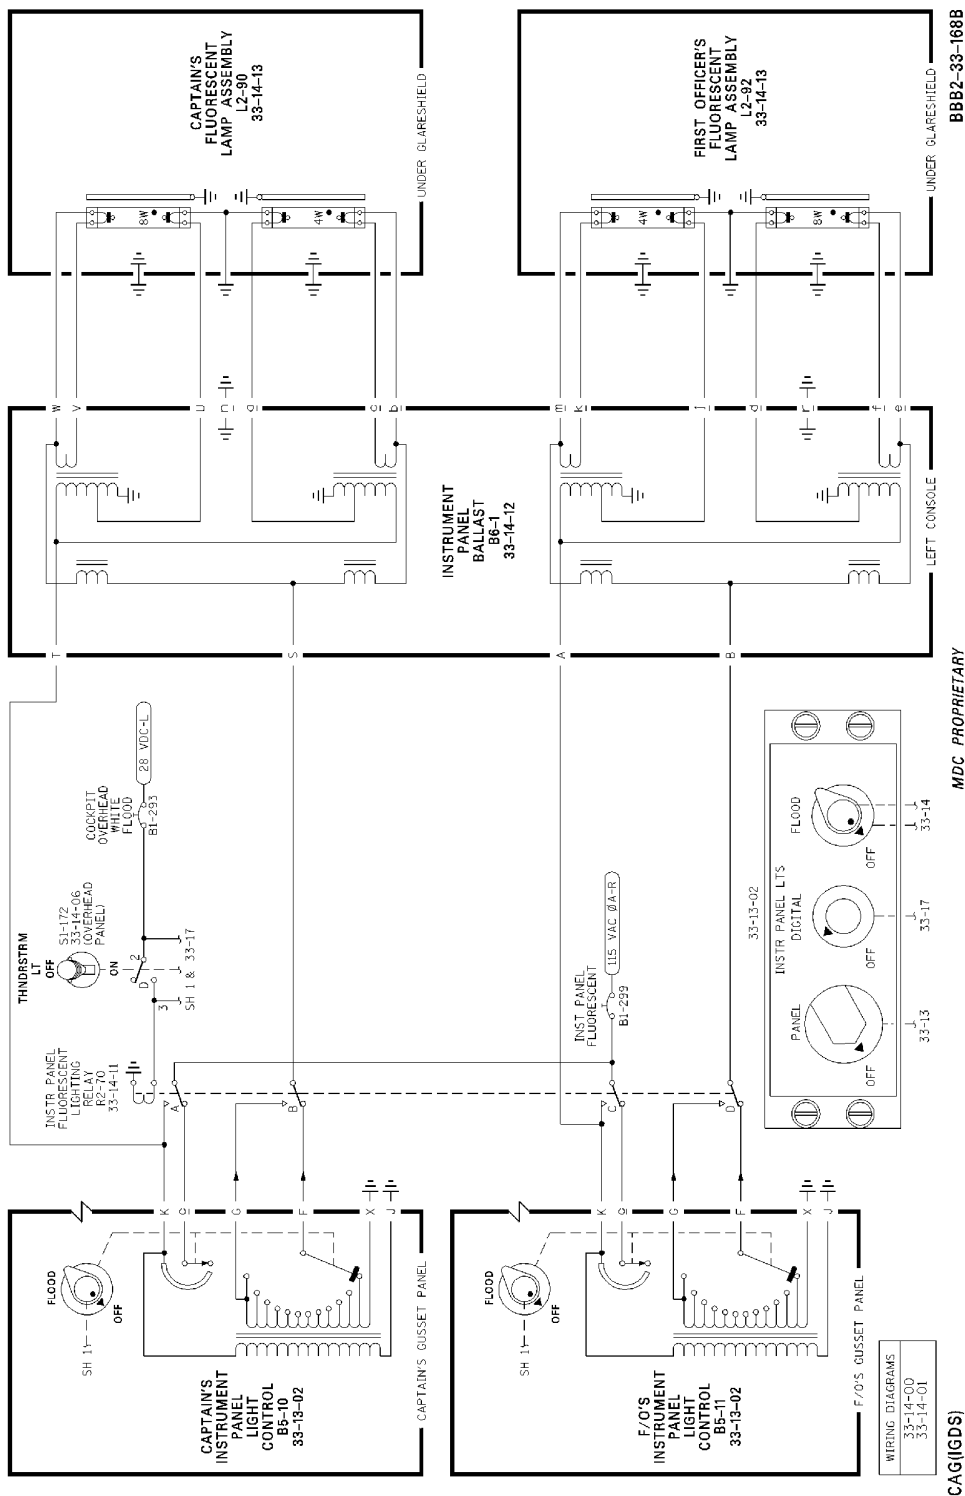 CAPTAIN'S
FLUORESCENT
LAMP ASSEMBLY
L2-90
33-14-13
UNDER GLARESHIELD
8W
4W
FIRST OFFICER'S
FLUORESCENT
LAMP ASSEMBLY
L2-92
33-14-13
UNDER GLARESHIELD
4W
8W
BBB2-33-168B
W
V
U
n
a
c
b
m
k
j
d
r
f
e
INSTRUMENT
PANEL
BALLAST
B6-1
33-14-12
LEFT CONSOLE
T
S
A
B
COCKPIT
OVERHEAD
WHITE
FLOOD
B1-293
28 VDC-L
THNDRSTRM
LT
OFF
ON
S1-172
33-14-06
(OVERHEAD
PANEL)
2
D
3
SH 1 & 33-17
INSTR PANEL
FLUORESCENT
LIGHTING
RELAY
R2-70
33-14-11
A
B
C
D
INST PANEL
FLUORESCENT
B1-299
115 VAC ØA-R
33-13-02
INSTR PANEL LTS
PANEL
DIGITAL
FLOOD
OFF
OFF
OFF
33-13
33-17
33-14
MDC PROPRIETARY
FLOOD
OFF
SH 1
K
Q
G
F
X
J
CAPTAIN'S
INSTRUMENT
PANEL
LIGHT
CONTROL
B5-10
33-13-02
CAPTAIN'S GUSSET PANEL
FLOOD
OFF
SH 1
K
Q
G
F
X
J
F/O'S
INSTRUMENT
PANEL
LIGHT
CONTROL
B5-11
33-13-02
F/O'S GUSSET PANEL
WIRING DIAGRAMS
33-14-00
33-14-01
CAG(IGDS)